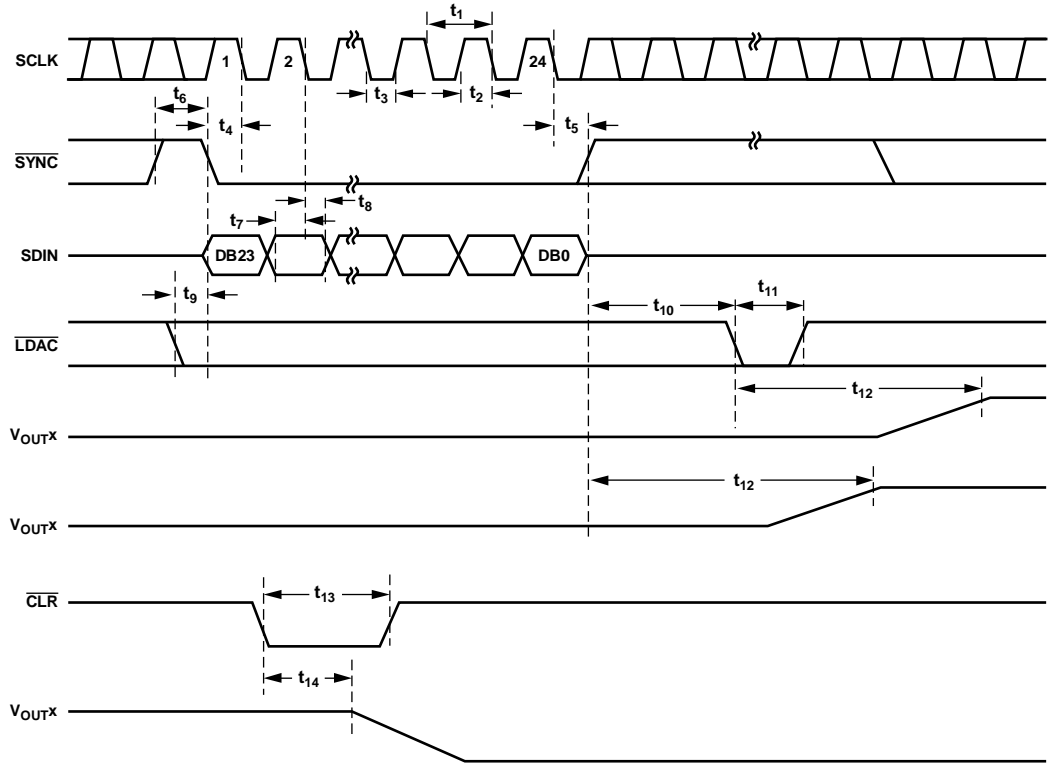 t1
SCLK 1 2 24
t3 t2
t6
t4 t5
SYNC
t8
t7
SDIN DB23 DB0
t9
t10 t11
LDAC
t12
VOUTx
t12
VOUTx
t13
CLR
t14
VOUTx